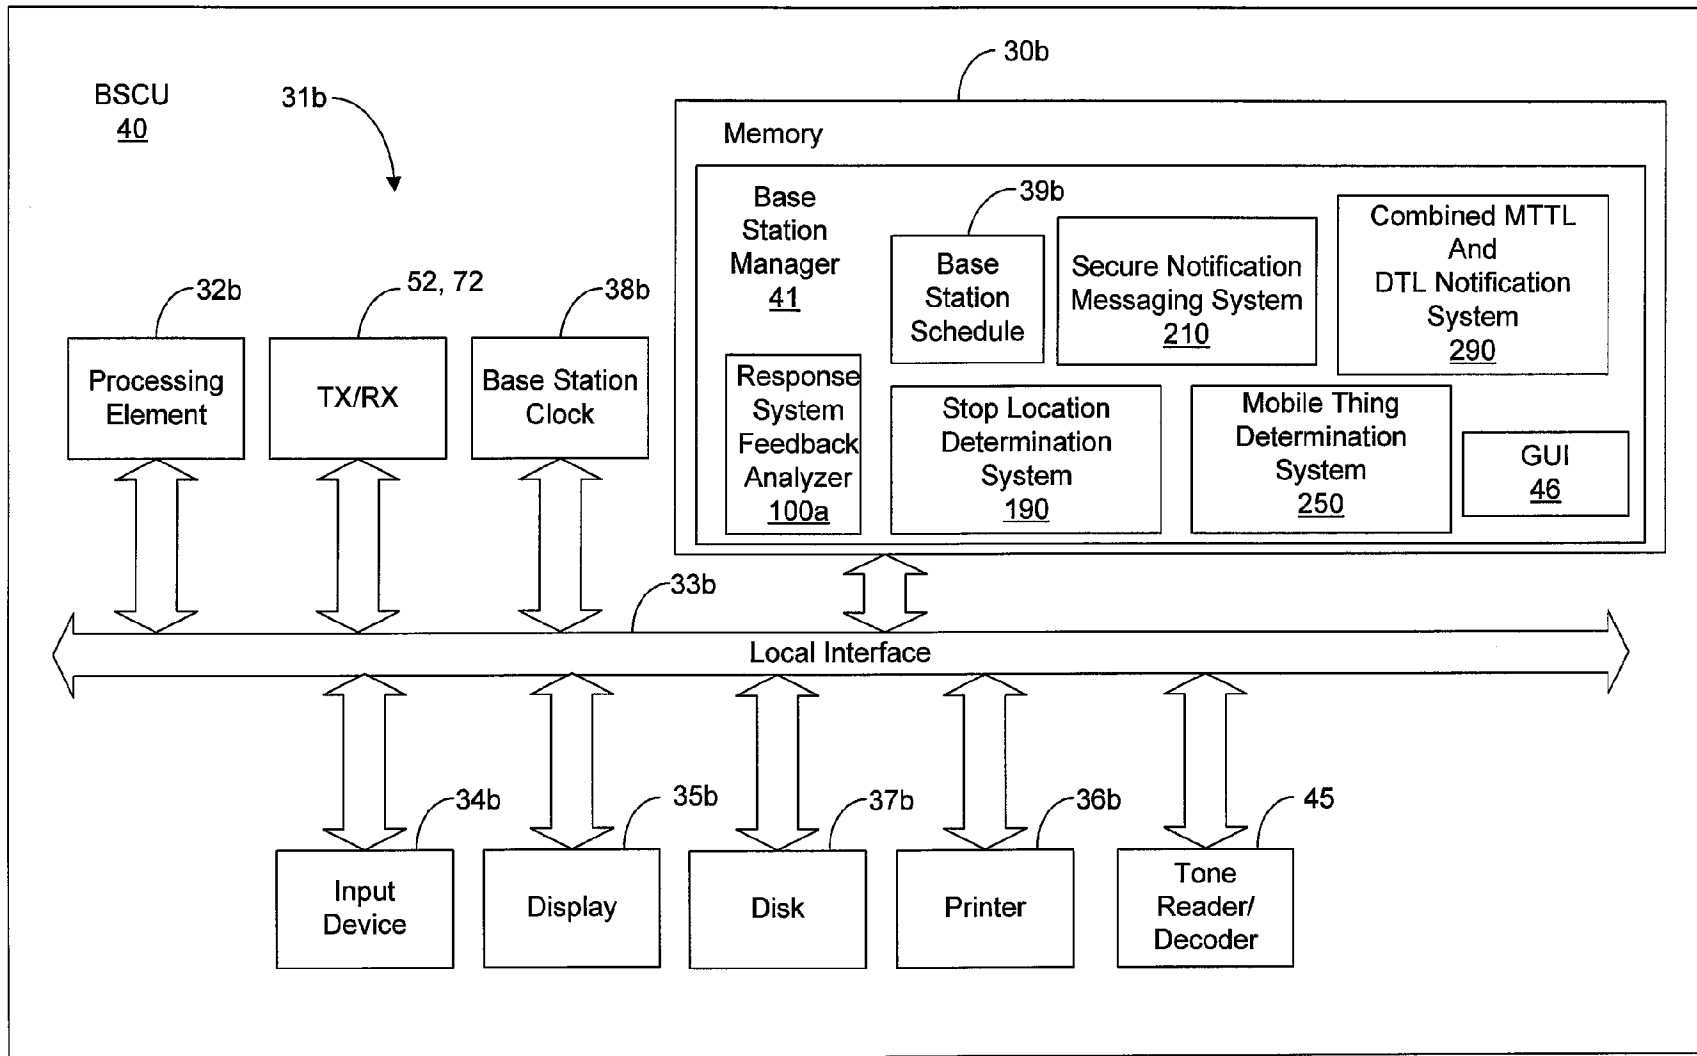 30b
BSCU
40
31b
Memory
Base
Station
Manager
41
39b
Base
Station
Schedule
Secure Notification
Messaging System
210
Combined MTTL
And
DTL Notification
System
290
32b
52, 72
38b
Processing
Element
TX/RX
Base Station
Clock
Response
System
Feedback
Analyzer
100a
Stop Location
Determination
System
190
Mobile Thing
Determination
System
250
GUI
46
33b
Local Interface
34b
35b
37b
36b
45
Input
Device
Display
Disk
Printer
Tone
Reader/
Decoder